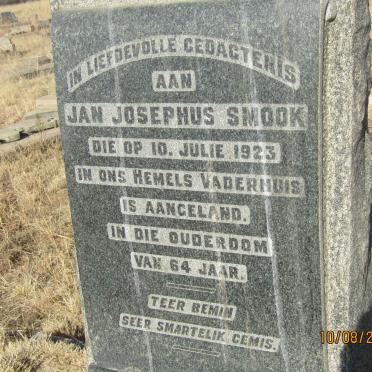 IN LIEFDEVOLLE GEDAGTENIS
AAN
JAN JOSEPHUS SMOOK
DIE OP 10. JULIE 1923
IN ONS HEMELS VADERHUIS
IS AANGELAND.
IN DIE OUDERDOM
VAN 64 JAAR.
TEER BEMIN
SEER SMARTELIK GEMIS.
10/08/2